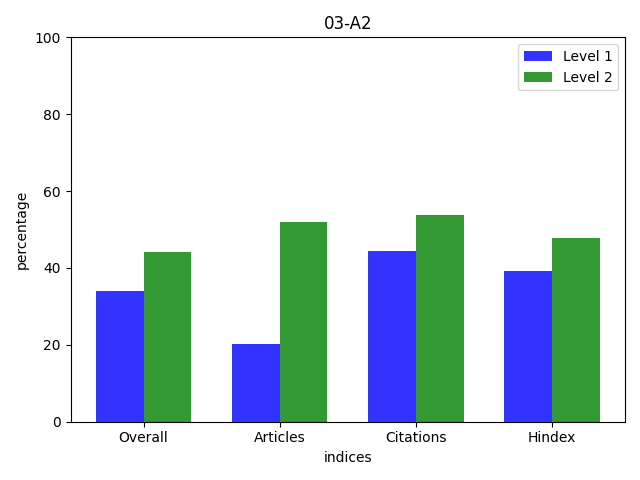 03-A2
Level 1
Level 2
percentage
100
80
60
40
20
0
Overall
Articles
Citations
Hindex
indices